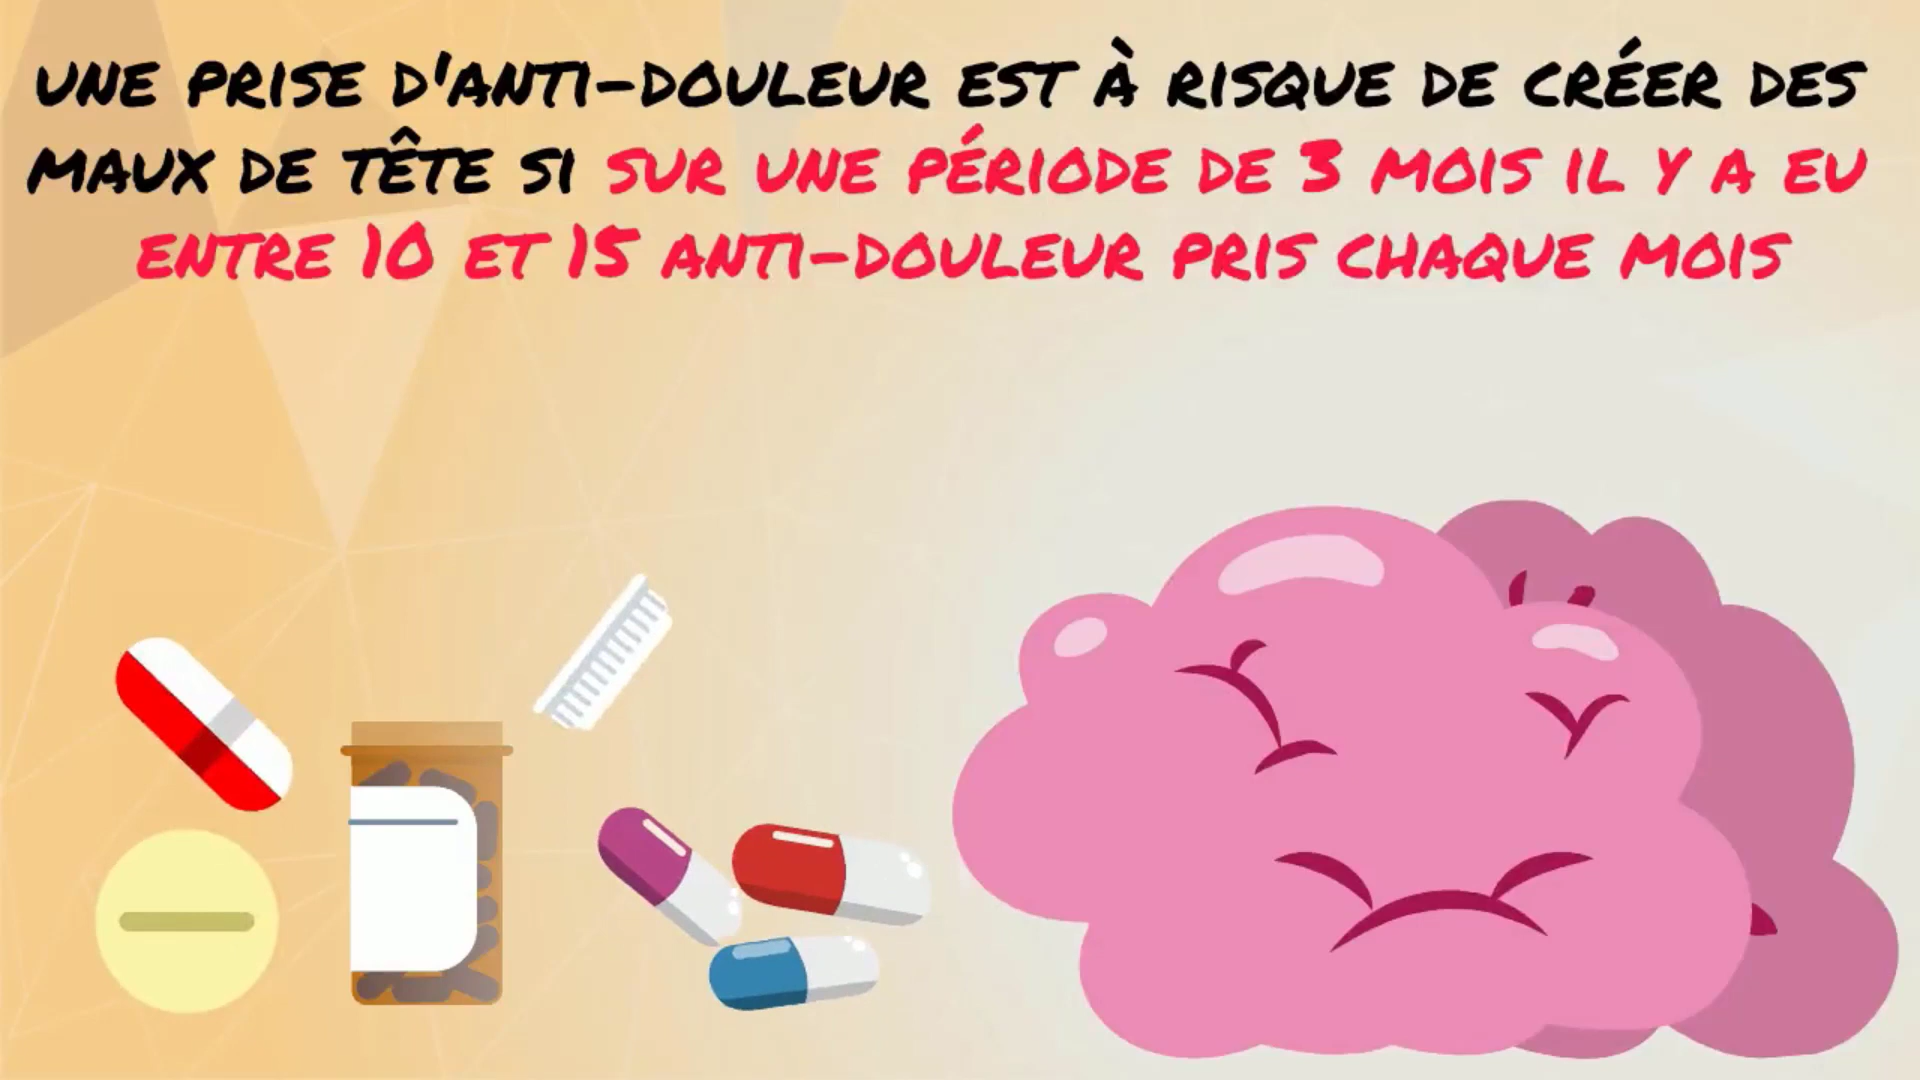 UNE PRISE D'ANTI-DOULEUR EST À RISQUE DE CRÉER DES
MAUX DE TÊTE SI SUR UNE PÉRIODE DE 3 MOIS IL Y A EU
ENTRE 10 ET 15 ANTI-DOULEUR PRIS CHAQUE MOIS